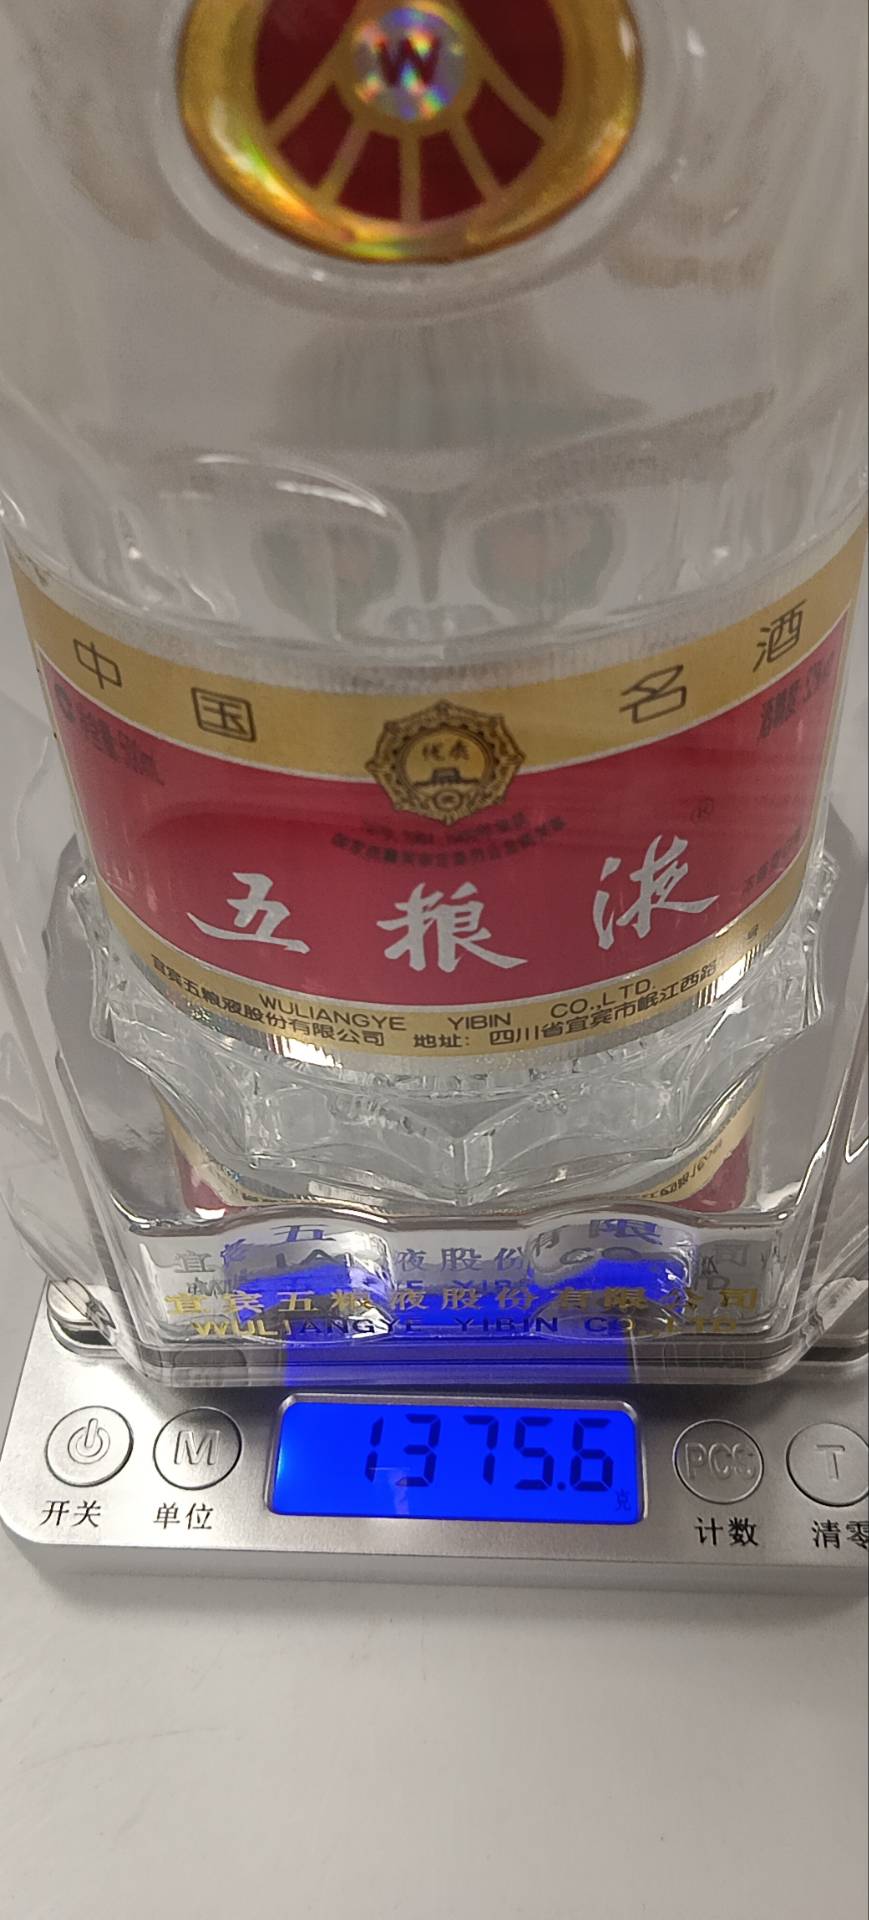 W
中国名酒
优质
五粮液®
WULIANGYE YIBIN CO.,LTD.
宜宾五粮液股份有限公司 地址：四川省宜宾市岷江西路
宜宾五粮液股份有限公司
WULIANGYE YIBIN CO.,LTD
1375.6
克
M
PCS
T
开关
单位
计数
清零